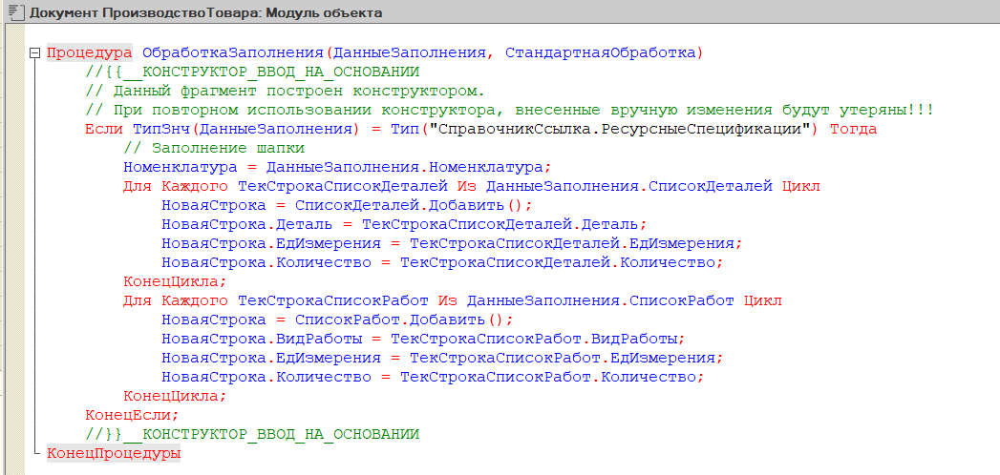 Документ ПроизводствоТовара: Модуль объекта
Процедура ОбработкаЗаполнения(ДанныеЗаполнения, СтандартнаяОбработка)
//{{__КОНСТРУКТОР_ВВОД_НА_ОСНОВАНИИ
// Данный фрагмент построен конструктором.
// При повторном использовании конструктора, внесенные вручную изменения будут утеряны!!!
Если ТипЗнч(ДанныеЗаполнения) = Тип("СправочникСсылка.РесурсныеСпецификации") Тогда
// Заполнение шапки
Номенклатура = ДанныеЗаполнения.Номенклатура;
Для Каждого ТекСтрокаСписокДеталей Из ДанныеЗаполнения.СписокДеталей Цикл
НоваяСтрока = СписокДеталей.Добавить();
НоваяСтрока.Деталь = ТекСтрокаСписокДеталей.Деталь;
НоваяСтрока.ЕдИзмерения = ТекСтрокаСписокДеталей.ЕдИзмерения;
НоваяСтрока.Количество = ТекСтрокаСписокДеталей.Количество;
КонецЦикла;
Для Каждого ТекСтрокаСписокРабот Из ДанныеЗаполнения.СписокРабот Цикл
НоваяСтрока = СписокРабот.Добавить();
НоваяСтрока.ВидРаботы = ТекСтрокаСписокРабот.ВидРаботы;
НоваяСтрока.ЕдИзмерения = ТекСтрокаСписокРабот.ЕдИзмерения;
НоваяСтрока.Количество = ТекСтрокаСписокРабот.Количество;
КонецЦикла;
КонецЕсли;
//}}__КОНСТРУКТОР_ВВОД_НА_ОСНОВАНИИ
КонецПроцедуры